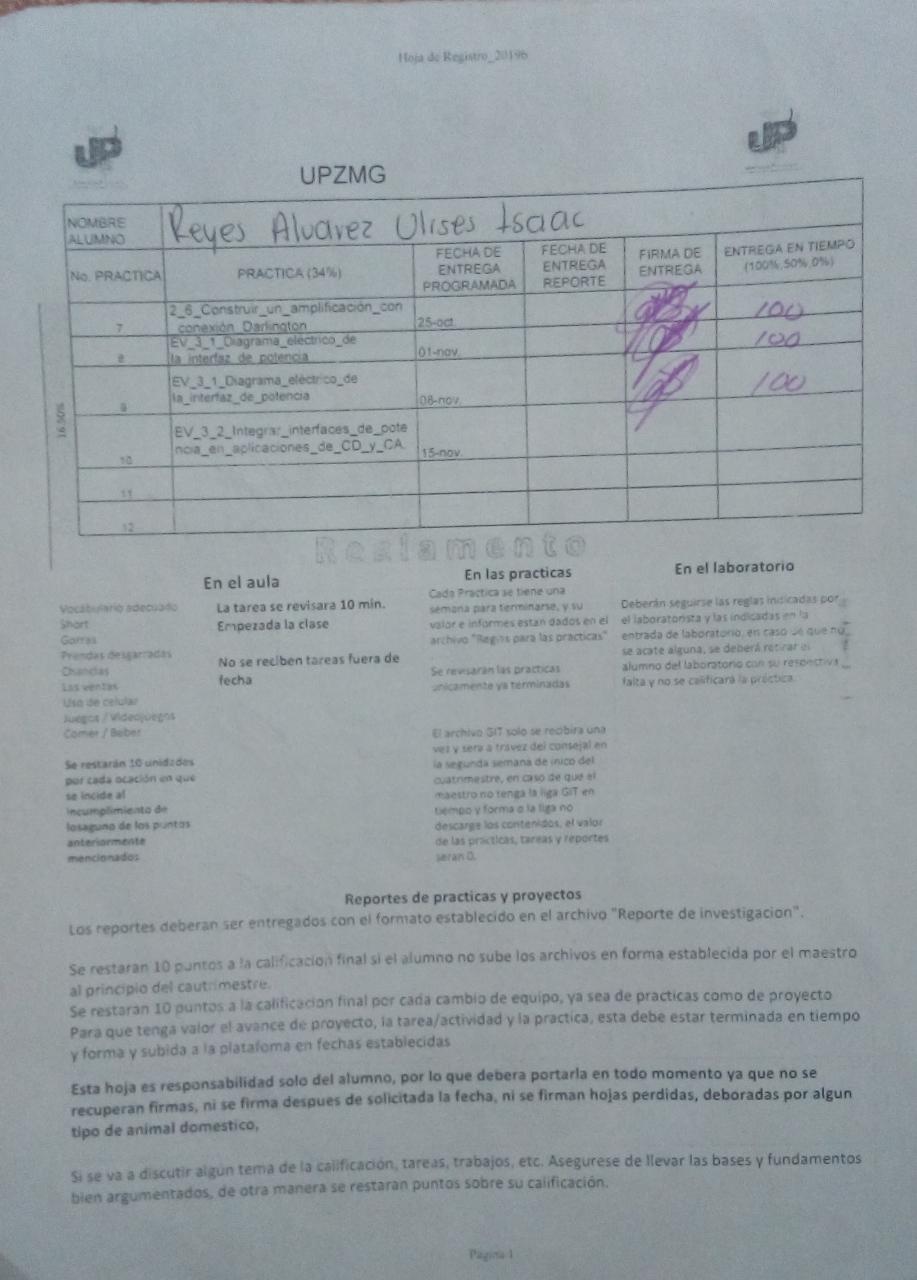 Hoja de Registro_2019b
UP
UP
UPZMG
NOMBRE
ALUMNO
Reyes Alvarez Ulises Isaac
No. PRACTICA
PRACTICA (34%)
FECHA DE
ENTREGA
PROGRAMADA
FECHA DE
ENTREGA
REPORTE
FIRMA DE
ENTREGA
ENTREGA EN TIEMPO
(100%,50%,0%)
7
2_6_Construir_un_amplificación_con
_conexión_Darlington
25-oct.
100
8
EV_3_1_Diagrama_eléctrico_de
la_interfaz_de_potencia
01-nov.
100
9
EV_3_1_Diagrama_eléctrico_de
la_interfaz_de_potencia
08-nov.
100
10
EV_3_2_Integrar_interfaces_de_pote
ncia_en_aplicaciones_de_CD_y_CA.
15-nov.
11
12
16.50%
Reglamento
En el aula
Vocabulario adecuado
Short
Gorras
Prendas desgarradas
Chanclas
Las ventas
Uso de celular
Juegos / Videojuegos
Comer / Beber
Se restarán 10 unidades
por cada ocación en que
se incide al
incumplimiento de
losaguno de los puntos
anteriormente
mencionados
La tarea se revisara 10 min.
Empezada la clase
No se reciben tareas fuera de
fecha
En las practicas
Cada Practica se tiene una
semana para terminarse, y su
valor e informes estan dados en el
archivo "Reglas para las practicas"
Se revisaran las practicas
unicamente ya terminadas
El archivo GIT solo se recibira una
vez y sera a travez del consejal en
la segunda semana de inico del
cuatrimestre, en caso de que el
maestro no tenga la liga GIT en
tiempo y forma o la liga no
descarge los contenidos, el valor
de las practicas, tareas y reportes
seran 0.
En el laboratorio
Deberán seguirse las reglas indicadas por
el laboratorista y las indicadas en la
entrada de laboratorio, en caso de que no
se acate alguna, se deberá retirar el
alumno del laboratorio con su respectiva
falta y no se calificará la práctica.
Reportes de practicas y proyectos
Los reportes deberan ser entregados con el formato establecido en el archivo "Reporte de investigacion".
Se restaran 10 puntos a la calificacion final si el alumno no sube los archivos en forma establecida por el maestro
al principio del cautrimestre.
Se restaran 10 puntos a la calificacion final por cada cambio de equipo, ya sea de practicas como de proyecto
Para que tenga valor el avance de proyecto, la tarea/actividad y la practica, esta debe estar terminada en tiempo
y forma y subida a la platafoma en fechas establecidas
Esta hoja es responsabilidad solo del alumno, por lo que debera portarla en todo momento ya que no se
recuperan firmas, ni se firma despues de solicitada la fecha, ni se firman hojas perdidas, deboradas por algun
tipo de animal domestico,
Si se va a discutir algun tema de la calificación, tareas, trabajos, etc. Asegurese de llevar las bases y fundamentos
bien argumentados, de otra manera se restaran puntos sobre su calificación.
Página 1